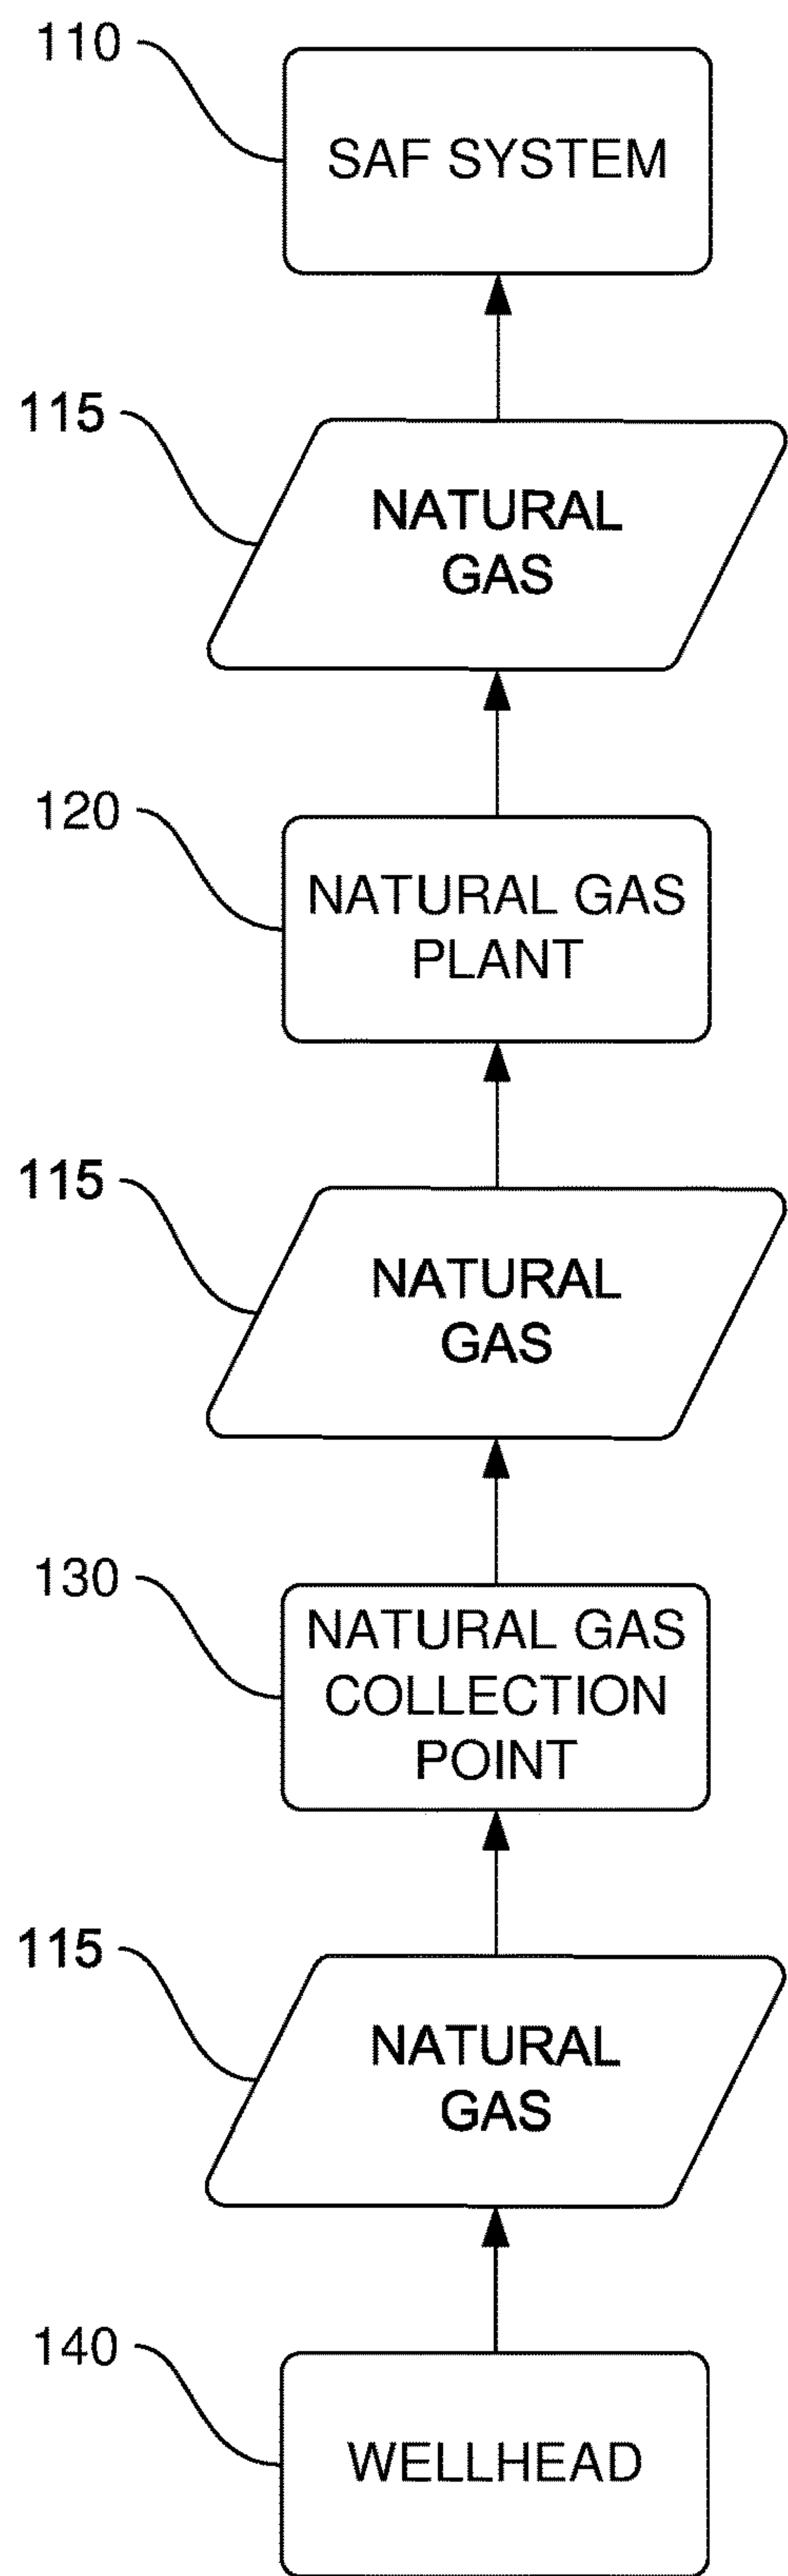 110
SAF SYSTEM
115
NATURAL
GAS
120
NATURAL GAS
PLANT
115
NATURAL
GAS
130
NATURAL GAS
COLLECTION
POINT
115
NATURAL
GAS
140
WELLHEAD